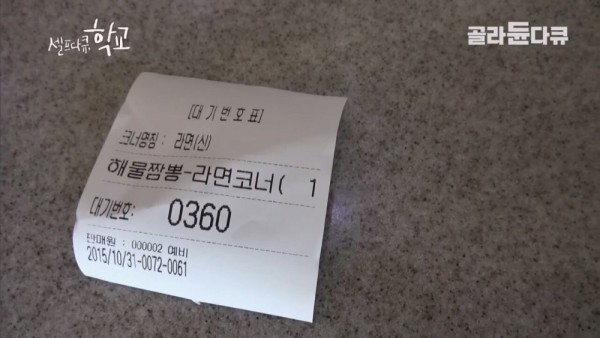 셀프다큐, 학교
골라듄다큐
[대 기 번 호 표]
코너명칭 : 라면(신)
해물짬뽕-라면코너( 1
대기번호: 0360
판매원 : 000002 예비
2015/10/31-0072-0061